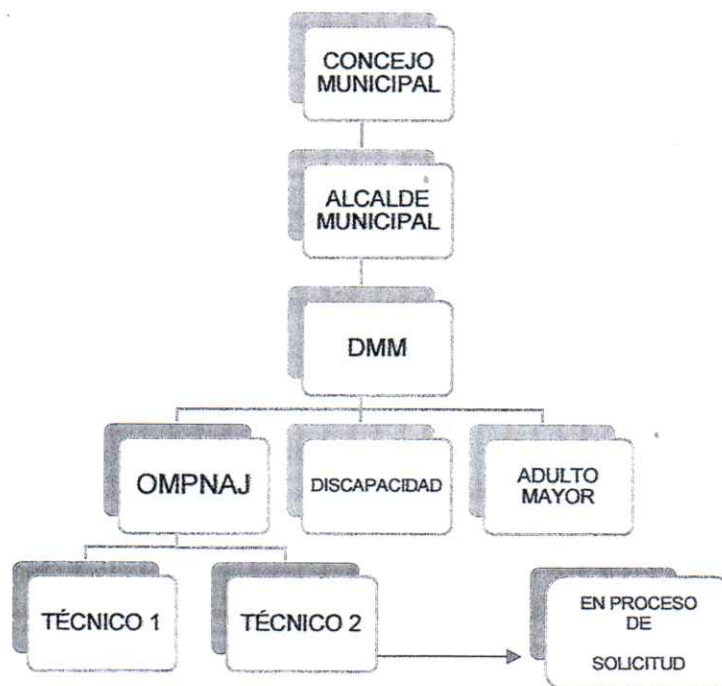 CONCEJO
MUNICIPAL
ALCALDE
MUNICIPAL
DMM
OMPNAJ
DISCAPACIDAD
ADULTO
MAYOR
TÉCNICO 1
TÉCNICO 2
EN PROCESO
DE
SOLICITUD